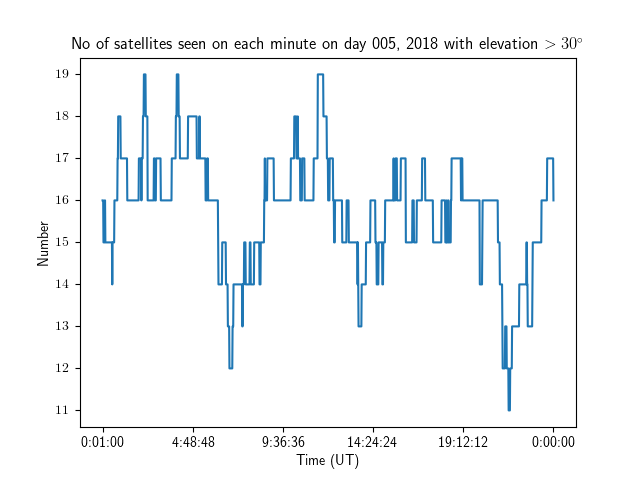 No of satellites seen on each minute on day 005, 2018 with elevation > 30°
19
18
17
16
15
14
13
12
11
Number
0:01:00 4:48:48 9:36:36 14:24:24 19:12:12 0:00:00
Time (UT)